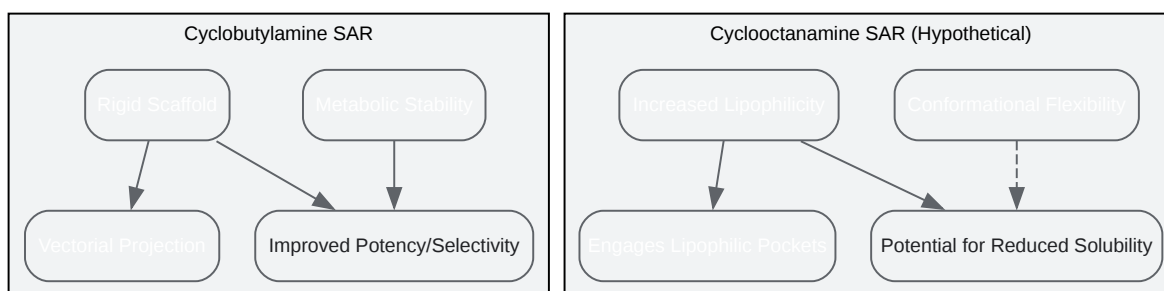 Cyclobutylamine SAR
Rigid Scaffold
Metabolic Stability
Vectorial Projection
Improved Potency/Selectivity
Cyclooctanamine SAR (Hypothetical)
Increased Lipophilicity
Conformational Flexibility
Engages Lipophilic Pockets
Potential for Reduced Solubility